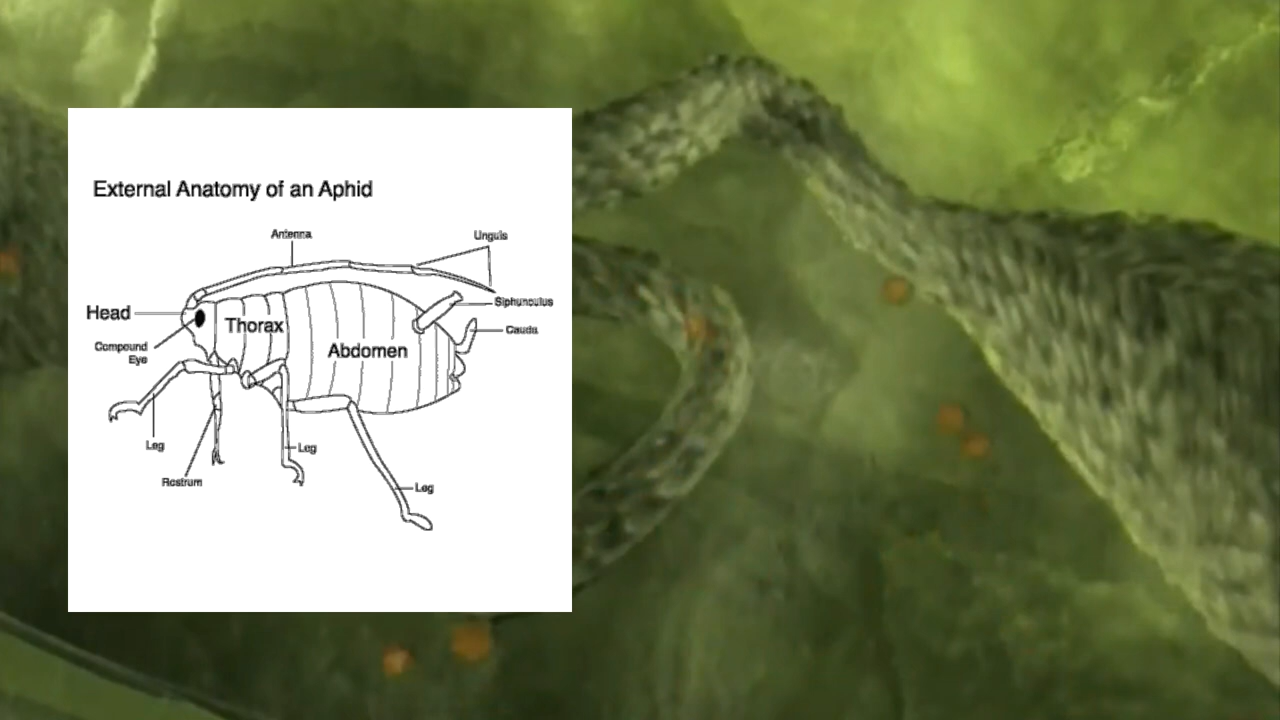 External Anatomy of an Aphid
Antenna
Unguis
Siphunculus
Head
Thorax
Cauda
Compound
Eye
Abdomen
Leg
Leg
Rostrum
Leg